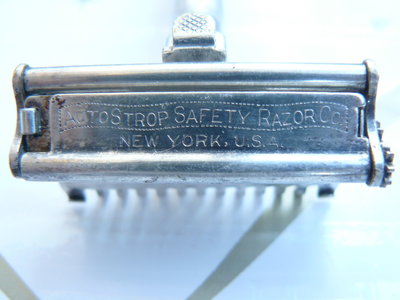 AUTOSTROP SAFETY RAZOR CO.
NEW YORK, U.S.A.